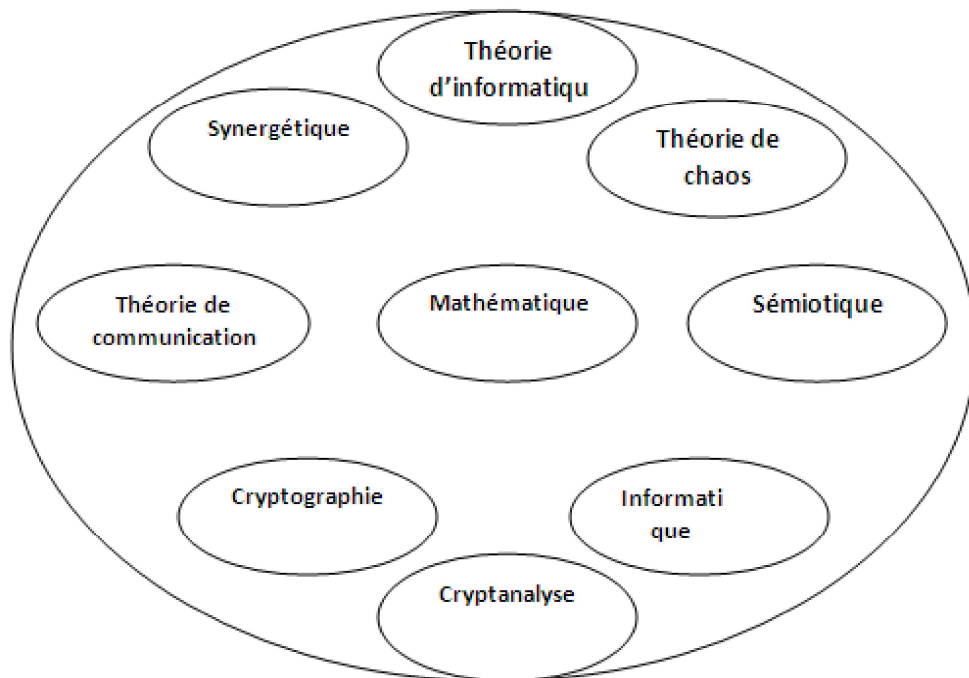 Théorie
d’informatiqu
Synergétique
Théorie de
chaos
Théorie de
communication
Mathématique
Sémiotique
Cryptographie
Informati
que
Cryptanalyse